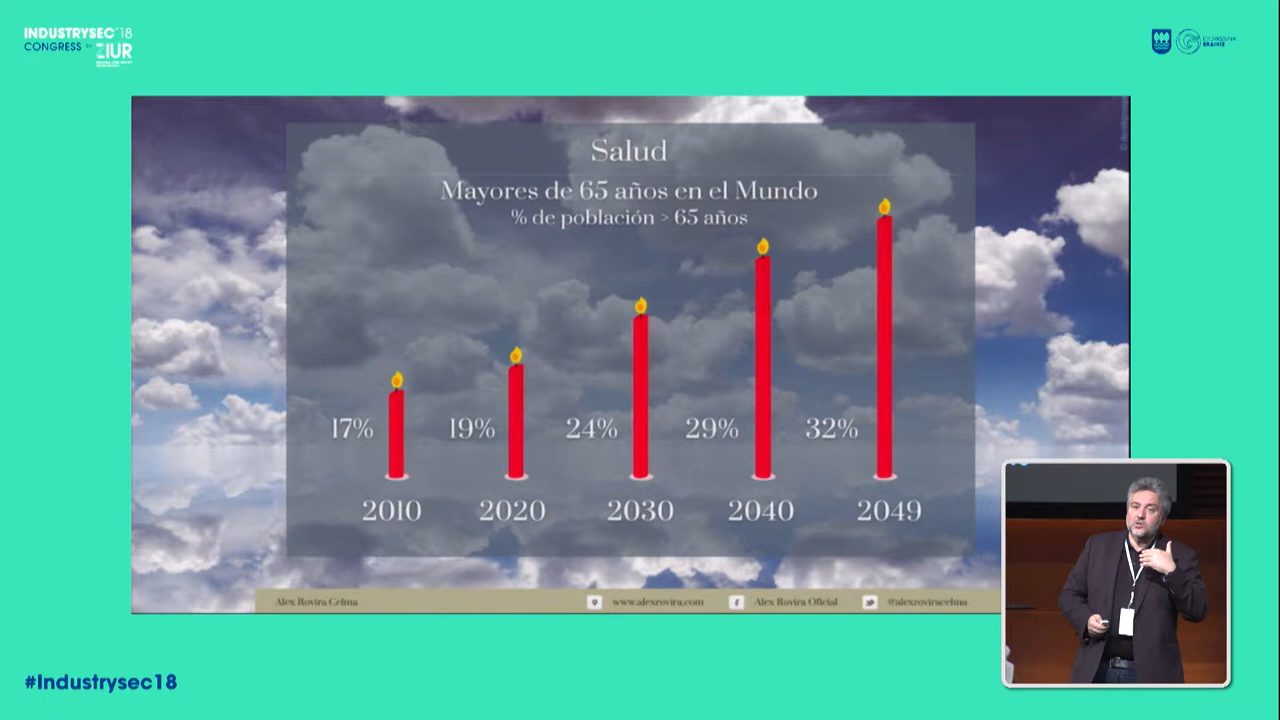 INDUSTRYSEC'18
CONGRESS
ZIUR
Salud
Mayores de 65 años en el Mundo
% de población > 65 años
17%
19%
24%
29%
32%
2010
2020
2030
2040
2049
Alex Rovira Celma
www.alexrovira.com
Alex Rovira Oficial
@alexroviracelma
#Industrysec18